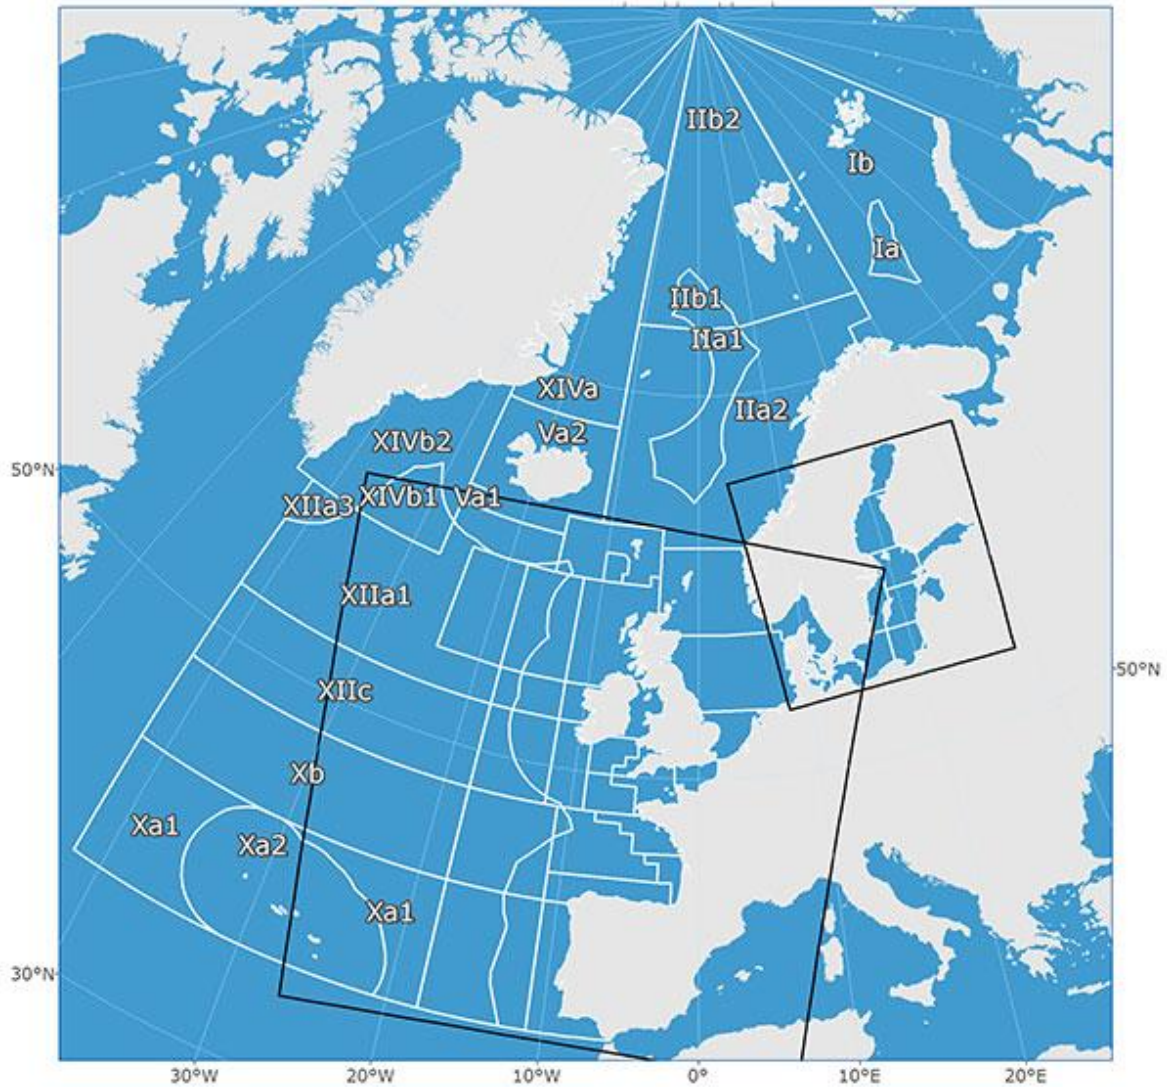 IIb2
Ib
Ia
IIb1
IIa1
XIVa
IIa2
Va2
XIVb2
50°N
XIIa3
XIVb1
Va1
XIIa1
50°N
XIIc
Xb
Xa1
Xa2
Xa1
30°N
30°W
20°W
10°W
0°
10°E
20°E